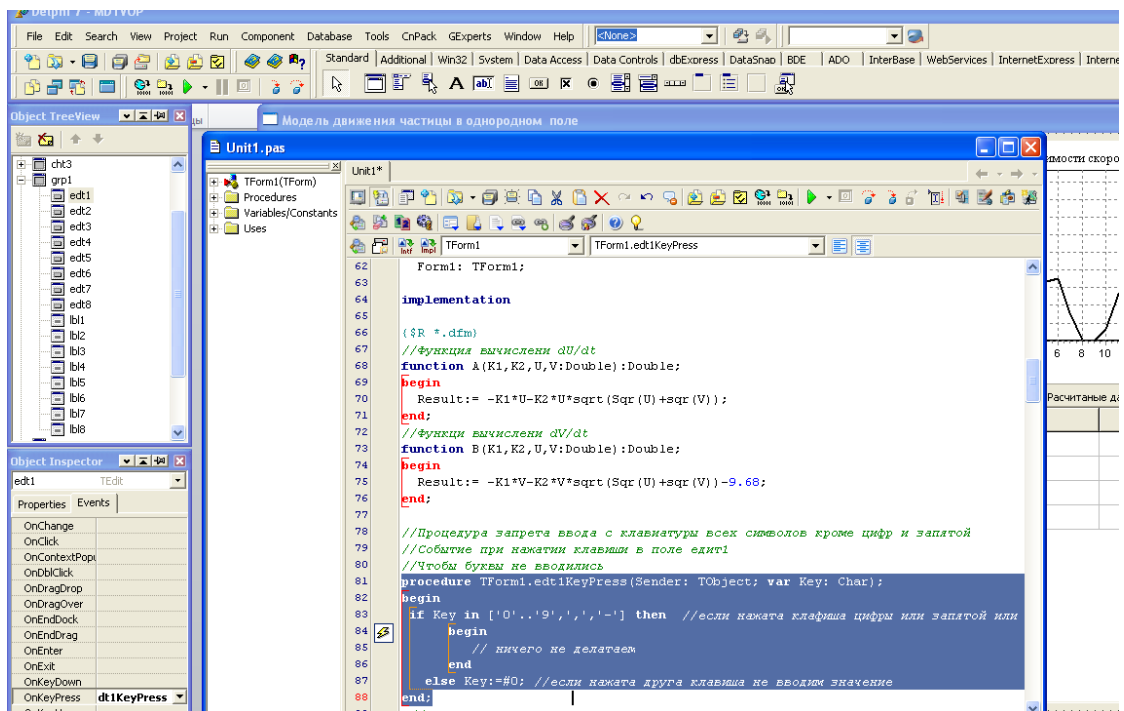 Delphi 7 - MDTVOP
File Edit Search View Project Run Component Database Tools CnPack GExperts Window Help <None>
Standard Additional Win32 System Data Access Data Controls dbExpress DataSnap BDE ADO InterBase WebServices InternetExpress Interne
Object TreeView
cht3
grp1
edt1
edt2
edt3
edt4
edt5
edt6
edt7
edt8
lbl1
lbl2
lbl3
lbl4
lbl5
lbl6
lbl7
lbl8
Object Inspector
edt1 TEdit
Properties Events
OnChange
OnClick
OnContextPopu
OnDblClick
OnDragDrop
OnDragOver
OnEndDock
OnEndDrag
OnEnter
OnExit
OnKeyDown
OnKeyPress dt1KeyPress
цы
Модель движения частицы в однородном поле
Unit1.pas
Unit1*
TForm1(TForm)
Procedures
Variables/Constants
Uses
TForm1 TForm1.edt1KeyPress
62 Form1: TForm1;
63
64 implementation
65
66 {$R *.dfm}
67 //Функция вычислени dU/dt
68 function A(K1,K2,U,V:Double):Double;
69 begin
70 Result:= -K1*U-K2*U*sqrt(Sqr(U)+sqr(V));
71 end;
72 //Функци вычислени dV/dt
73 function B(K1,K2,U,V:Double):Double;
74 begin
75 Result:= -K1*V-K2*V*sqrt(Sqr(U)+sqr(V))-9.68;
76 end;
77
78 //Процедура запрета ввода с клавиатуры всех символов кроме цифр и запятой
79 //Событие при нажатии клавиши в поле едит1
80 //Чтобы буквы не вводились
81 procedure TForm1.edt1KeyPress(Sender: TObject; var Key: Char);
82 begin
83 if Key in ['0'..'9',',','-'] then //если нажата клафиша цифры или запятой или
84 begin
85 // ничего не делатаем
86 end
87 else Key:=#0; //если нажата друга клавиша не вводим значение
88 end;
имости скоро
6 8 10
Расчитаные да